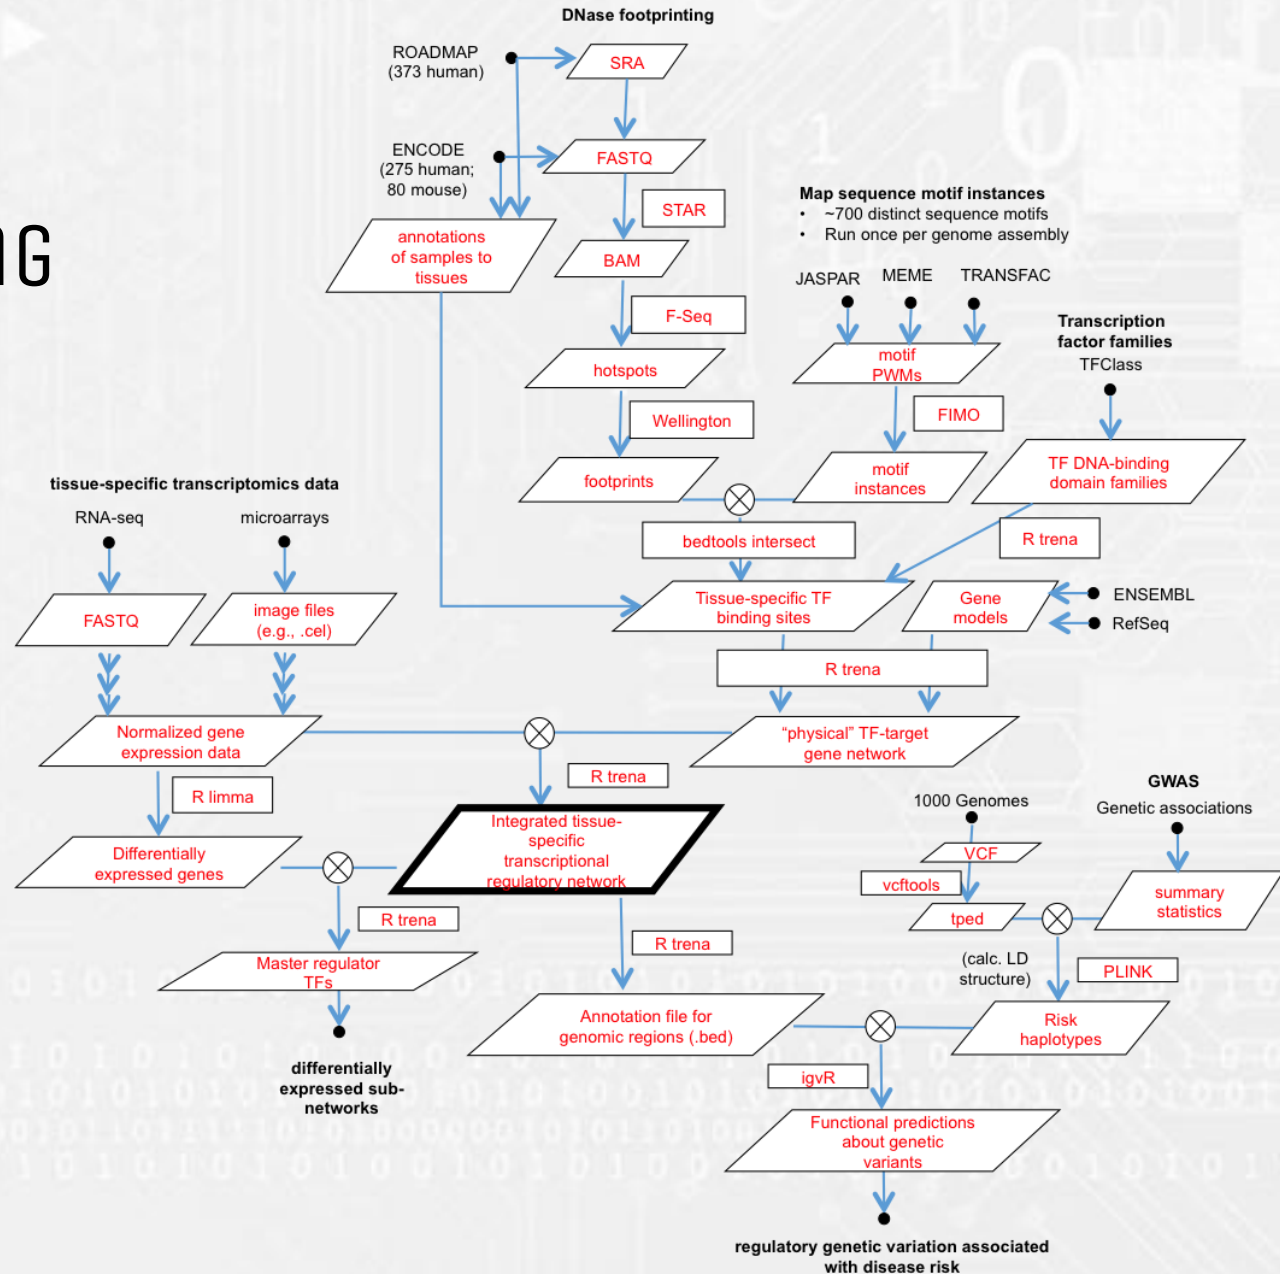 DNase footprinting
ROADMAP
(373 human)
SRA
ENCODE
(275 human;
80 mouse)
FASTQ
STAR
annotations
of samples to
tissues
BAM
F-Seq
hotspots
Wellington
footprints
Map sequence motif instances
• ~700 distinct sequence motifs
• Run once per genome assembly
JASPAR
MEME
TRANSFAC
motif
PWMs
FIMO
motif
instances
Transcription
factor families
TFClass
TF DNA-binding
domain families
R trena
bedtools intersect
Tissue-specific TF
binding sites
Gene
models
ENSEMBL
RefSeq
R trena
tissue-specific transcriptomics data
RNA-seq
microarrays
FASTQ
image files
(e.g., .cel)
Normalized gene
expression data
"physical" TF-target
gene network
R trena
R limma
Differentially
expressed genes
Integrated tissue-
specific
transcriptional
regulatory network
R trena
Master regulator
TFs
differentially
expressed sub-
networks
R trena
Annotation file for
genomic regions (.bed)
1000 Genomes
VCF
vcftools
tped
GWAS
Genetic associations
summary
statistics
(calc. LD
structure)
PLINK
Risk
haplotypes
igvR
Functional predictions
about genetic
variants
regulatory genetic variation associated
with disease risk